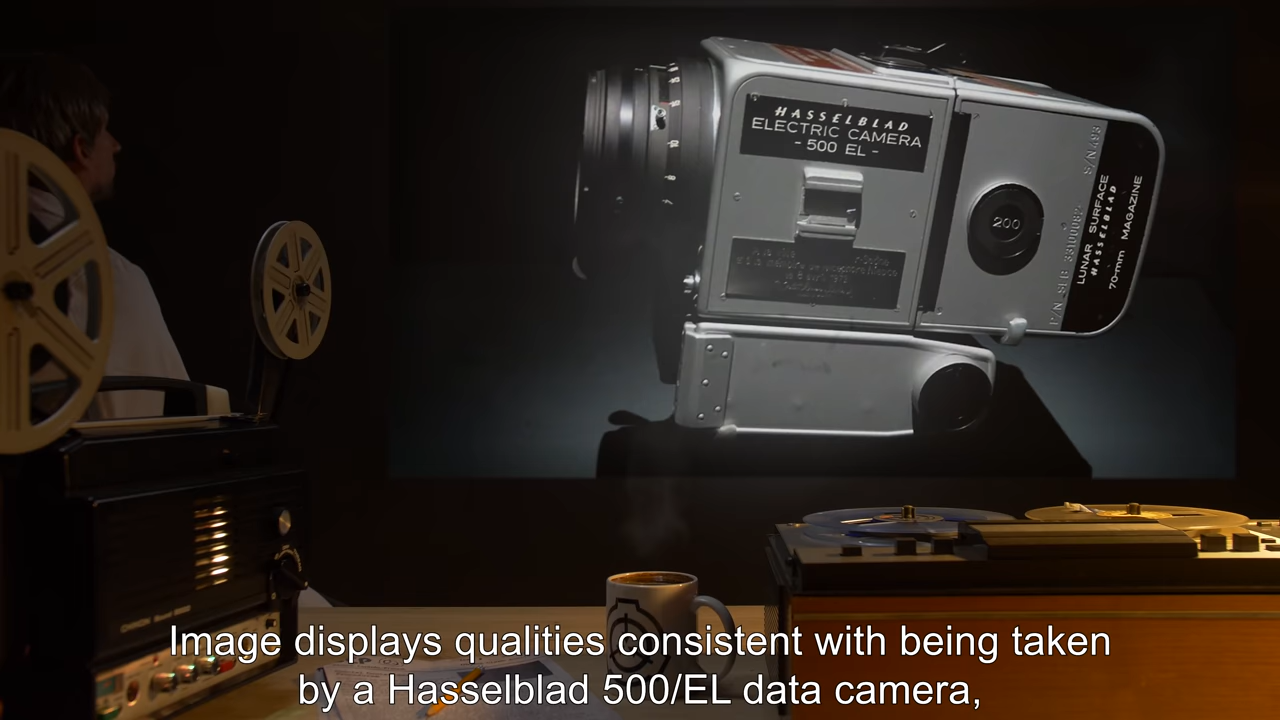 HASSELBLAD
ELECTRIC CAMERA
- 500 EL -
200
S/N 793
LUNAR SURFACE
HASSELBLAD
70-mm MAGAZINE
Image displays qualities consistent with being taken
by a Hasselblad 500/EL data camera,